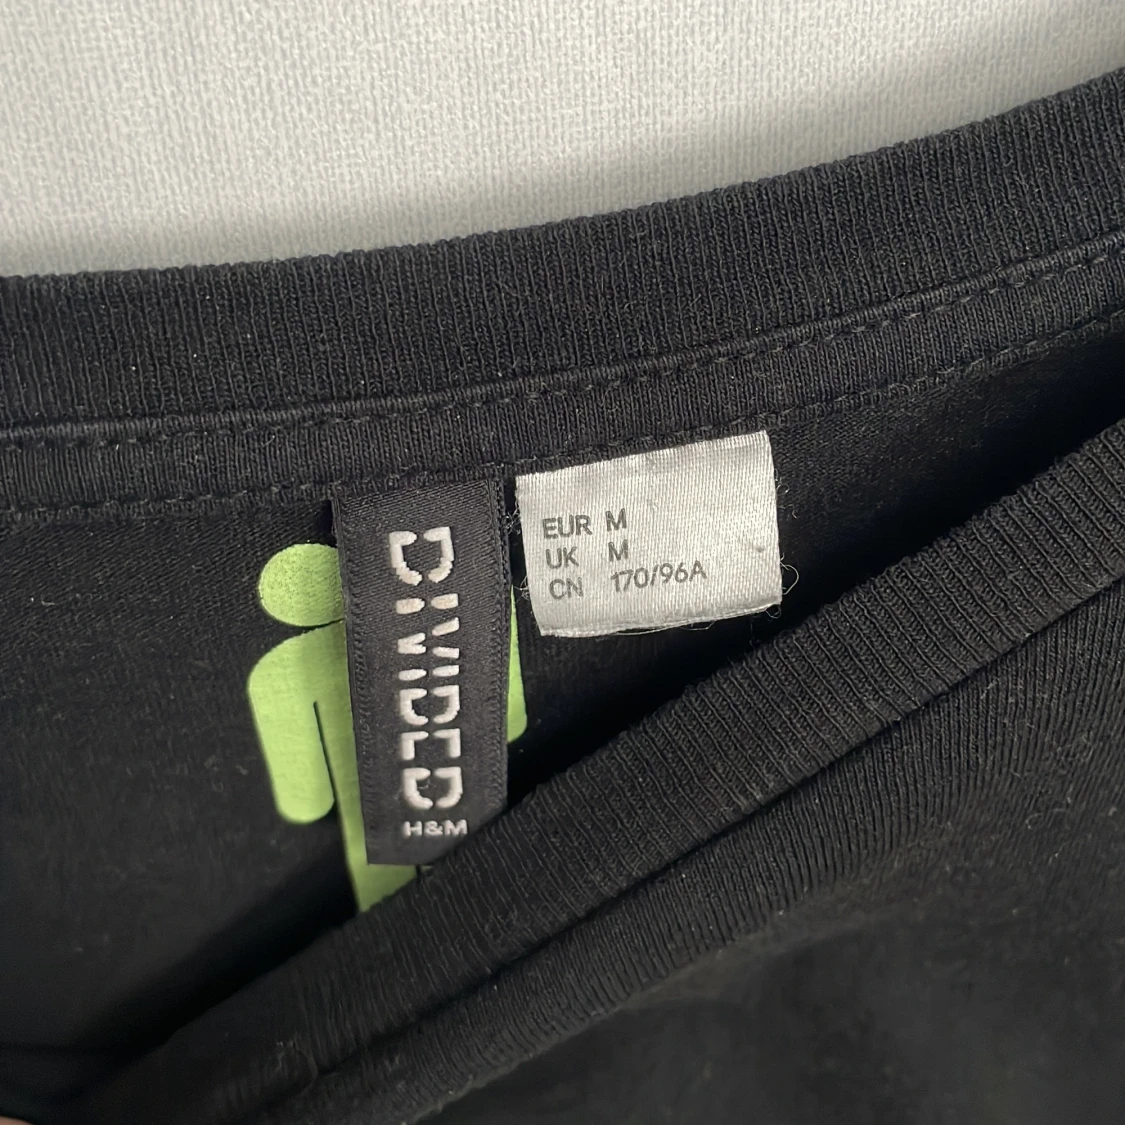 DIVIDED
H&M
EUR M
UK M
CN 170/96A